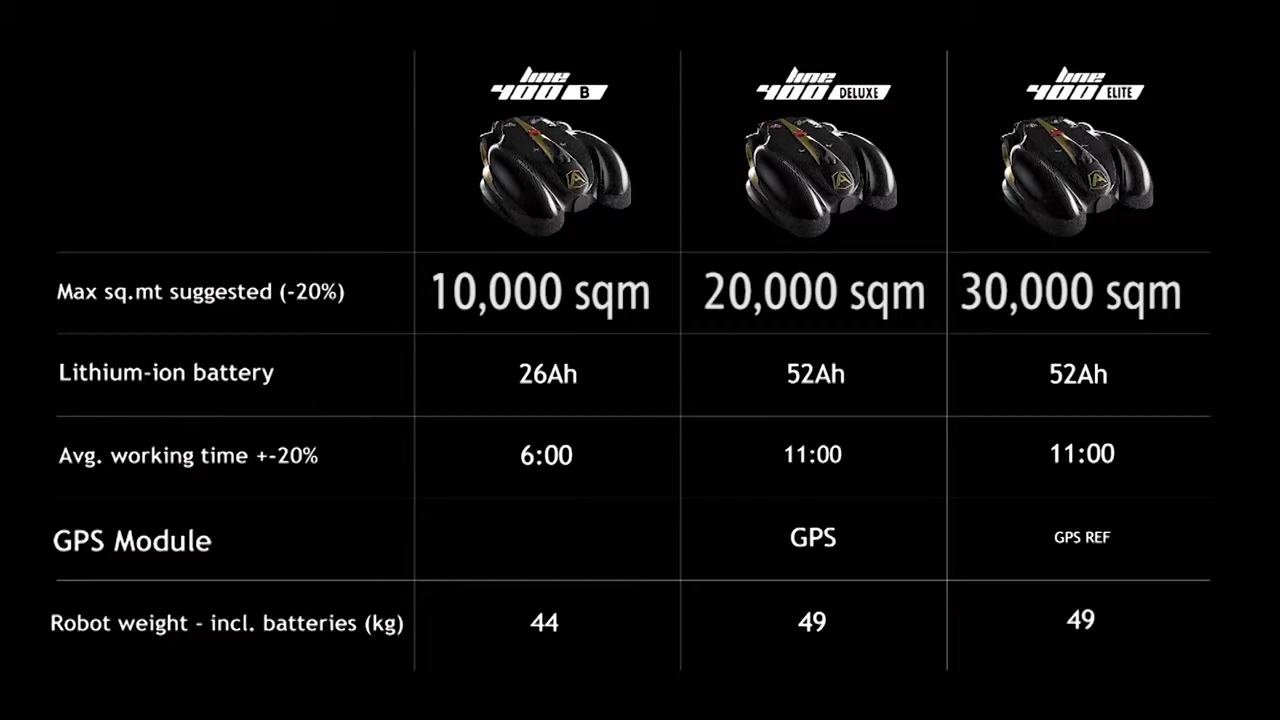 line
400 B
line
400 DELUXE
line
400 ELITE
Max sq.mt suggested (-20%) 10,000 sqm 20,000 sqm 30,000 sqm
Lithium-ion battery 26Ah 52Ah 52Ah
Avg. working time +-20% 6:00 11:00 11:00
GPS Module GPS GPS REF
Robot weight - incl. batteries (kg) 44 49 49